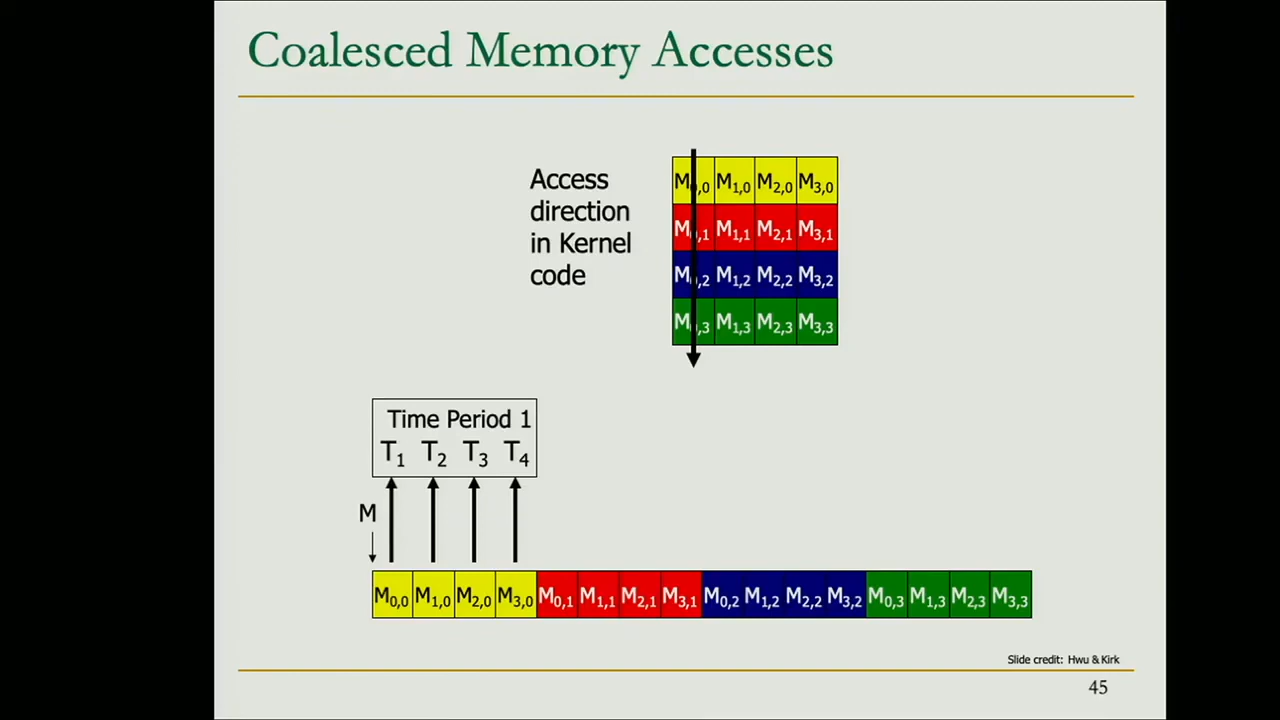 Coalesced Memory Accesses
Access
direction
in Kernel
code
M0,0 M1,0 M2,0 M3,0
M0,1 M1,1 M2,1 M3,1
M0,2 M1,2 M2,2 M3,2
M0,3 M1,3 M2,3 M3,3
Time Period 1
T1 T2 T3 T4
M
M0,0 M1,0 M2,0 M3,0 M0,1 M1,1 M2,1 M3,1 M0,2 M1,2 M2,2 M3,2 M0,3 M1,3 M2,3 M3,3
Slide credit: Hwu & Kirk
45